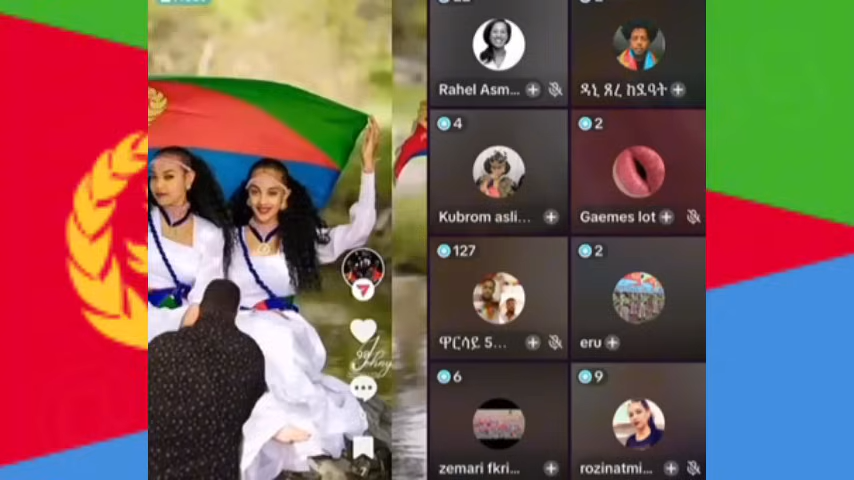 Rahel Asm...
ዳኒ ጸረ ከዳዓት
4
2
Kubrom asli...
Gaemes lot
127
2
ዋርሳይ 5...
eru
6
9
zemari fkri...
rozinatmi...